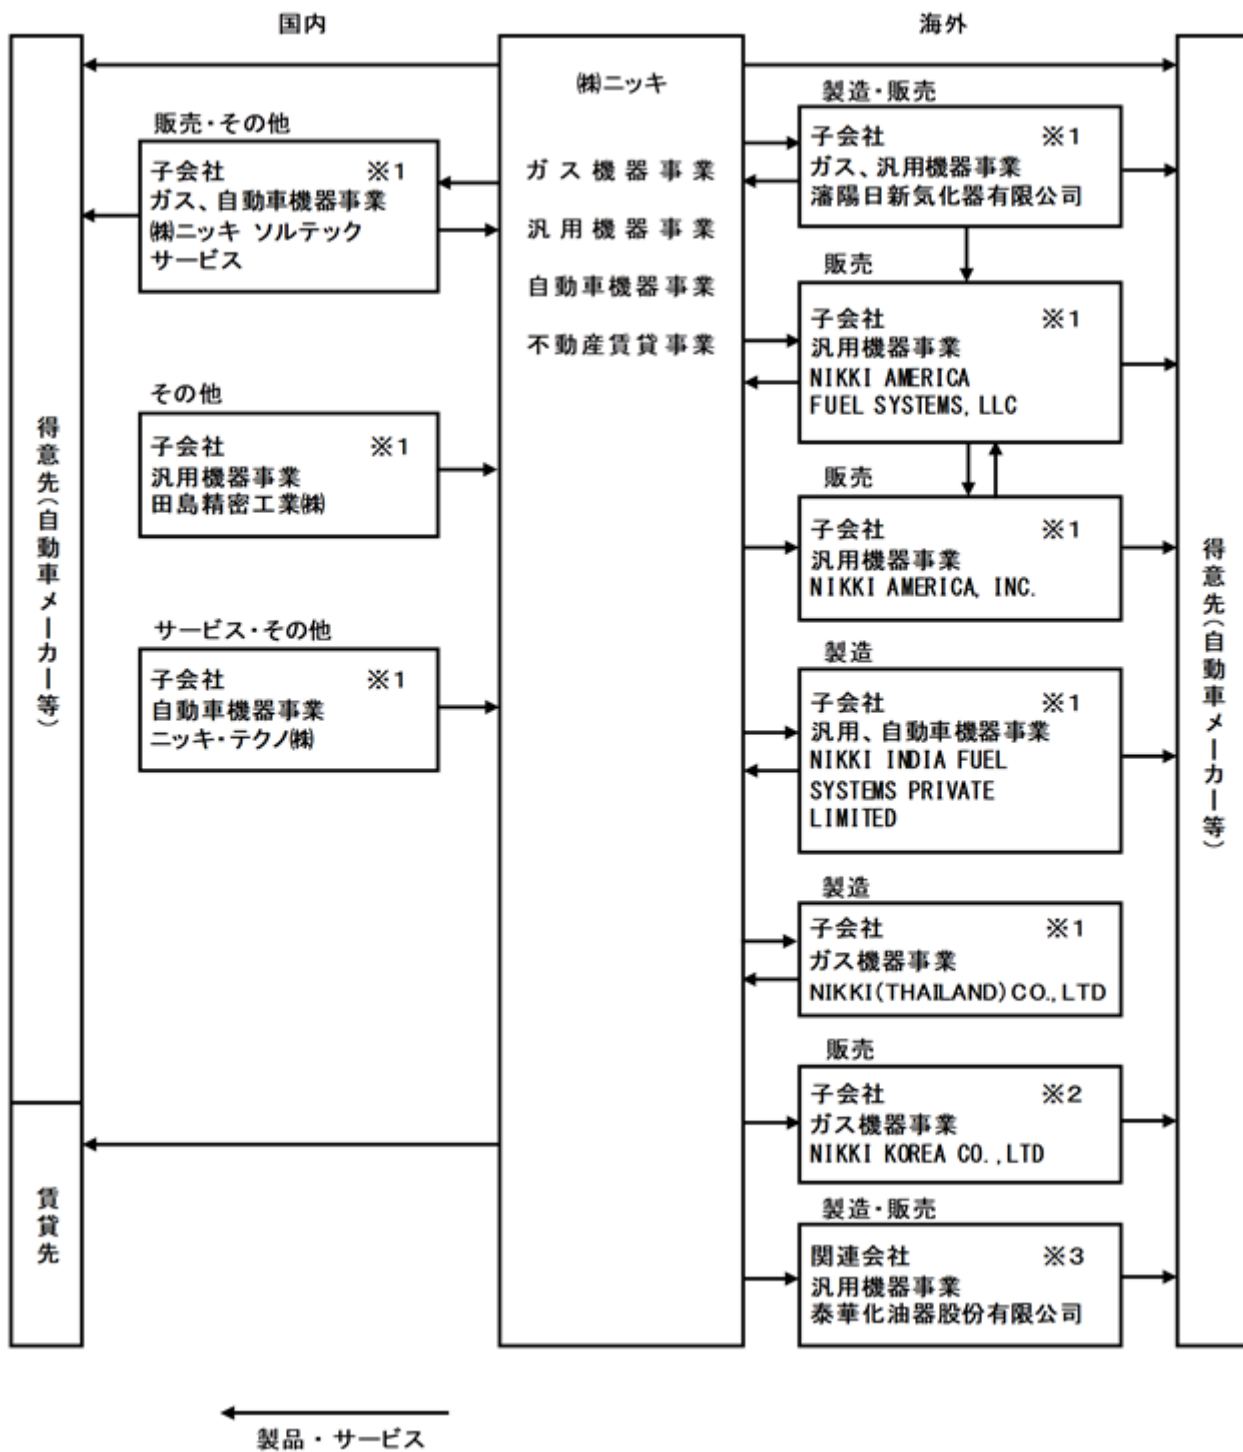 国内
海外
㈱ニッキ
ガス機器事業
汎用機器事業
自動車機器事業
不動産賃貸事業
得意先(自動車メーカー等)
賃貸先
販売・その他
子会社 ※1
ガス、自動車機器事業
㈱ニッキ ソルテック
サービス
その他
子会社 ※1
汎用機器事業
田島精密工業㈱
サービス・その他
子会社 ※1
自動車機器事業
ニッキ・テクノ㈱
製造・販売
子会社 ※1
ガス、汎用機器事業
瀋陽日新気化器有限公司
販売
子会社 ※1
汎用機器事業
NIKKI AMERICA
FUEL SYSTEMS, LLC
販売
子会社 ※1
汎用機器事業
NIKKI AMERICA, INC.
製造
子会社 ※1
汎用、自動車機器事業
NIKKI INDIA FUEL
SYSTEMS PRIVATE
LIMITED
製造
子会社 ※1
ガス機器事業
NIKKI(THAILAND)CO.,LTD
販売
子会社 ※2
ガス機器事業
NIKKI KOREA CO.,LTD
製造・販売
関連会社 ※3
汎用機器事業
泰華化油器股份有限公司
得意先(自動車メーカー等)
製品・サービス